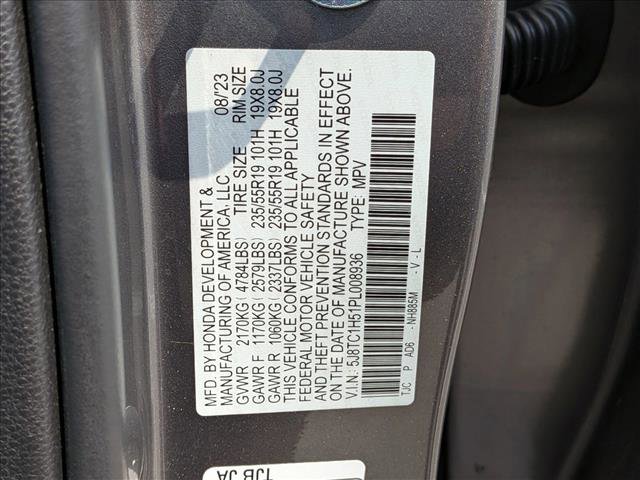 MFD. BY HONDA DEVELOPMENT &
MANUFACTURING OF AMERICA, LLC 08/'23
GVWR 2170KG(4784LBS) TIRE SIZE RIM SIZE
GAWR F 1170KG(2579LBS) 235/55R19 101H 19X8.0J
GAWR R 1060KG(2337LBS) 235/55R19 101H 19X8.0J
THIS VEHICLE CONFORMS TO ALL APPLICABLE
FEDERAL MOTOR VEHICLE SAFETY
AND THEFT PREVENTION STANDARDS IN EFFECT
ON THE DATE OF MANUFACTURE SHOWN ABOVE.
V.I.N: 5J8TC1H51PL008936 TYPE: MPV
TJC P AD6 -NH885M -V-L
TJB JA